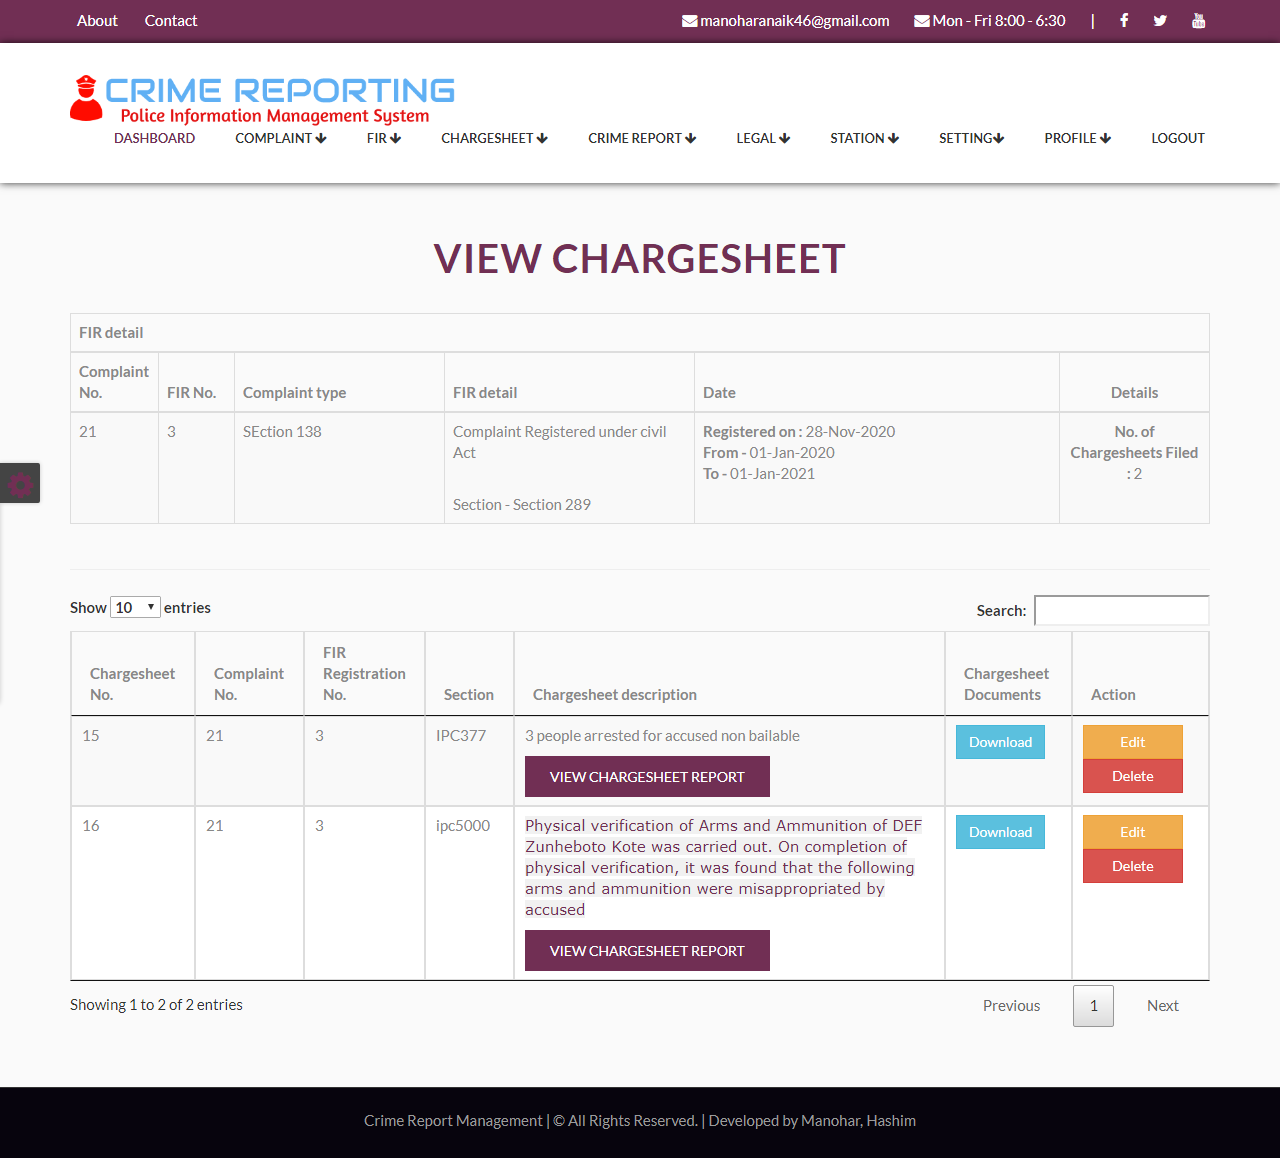 About Contact manoharanaik46@gmail.com Mon - Fri 8:00 - 6:30 |
CRIME REPORTING
Police Information Management System
DASHBOARD COMPLAINT FIR CHARGESHEET CRIME REPORT LEGAL STATION SETTING PROFILE LOGOUT
VIEW CHARGESHEET
FIR detail
Complaint No. FIR No. Complaint type FIR detail Date Details
21 3 SEction 138 Complaint Registered under civil Act Registered on : 28-Nov-2020 No. of Chargesheets Filed : 2
From - 01-Jan-2020
To - 01-Jan-2021
Section - Section 289
Show 10 entries Search:
Chargesheet No. Complaint No. FIR Registration No. Section Chargesheet description Chargesheet Documents Action
15 21 3 IPC377 3 people arrested for accused non bailable Download Edit
VIEW CHARGESHEET REPORT Delete
16 21 3 ipc5000 Physical verification of Arms and Ammunition of DEF Download Edit
Zunheboto Kote was carried out. On completion of
physical verification, it was found that the following Delete
arms and ammunition were misappropriated by
accused
VIEW CHARGESHEET REPORT
Showing 1 to 2 of 2 entries Previous 1 Next
Crime Report Management | © All Rights Reserved. | Developed by Manohar, Hashim